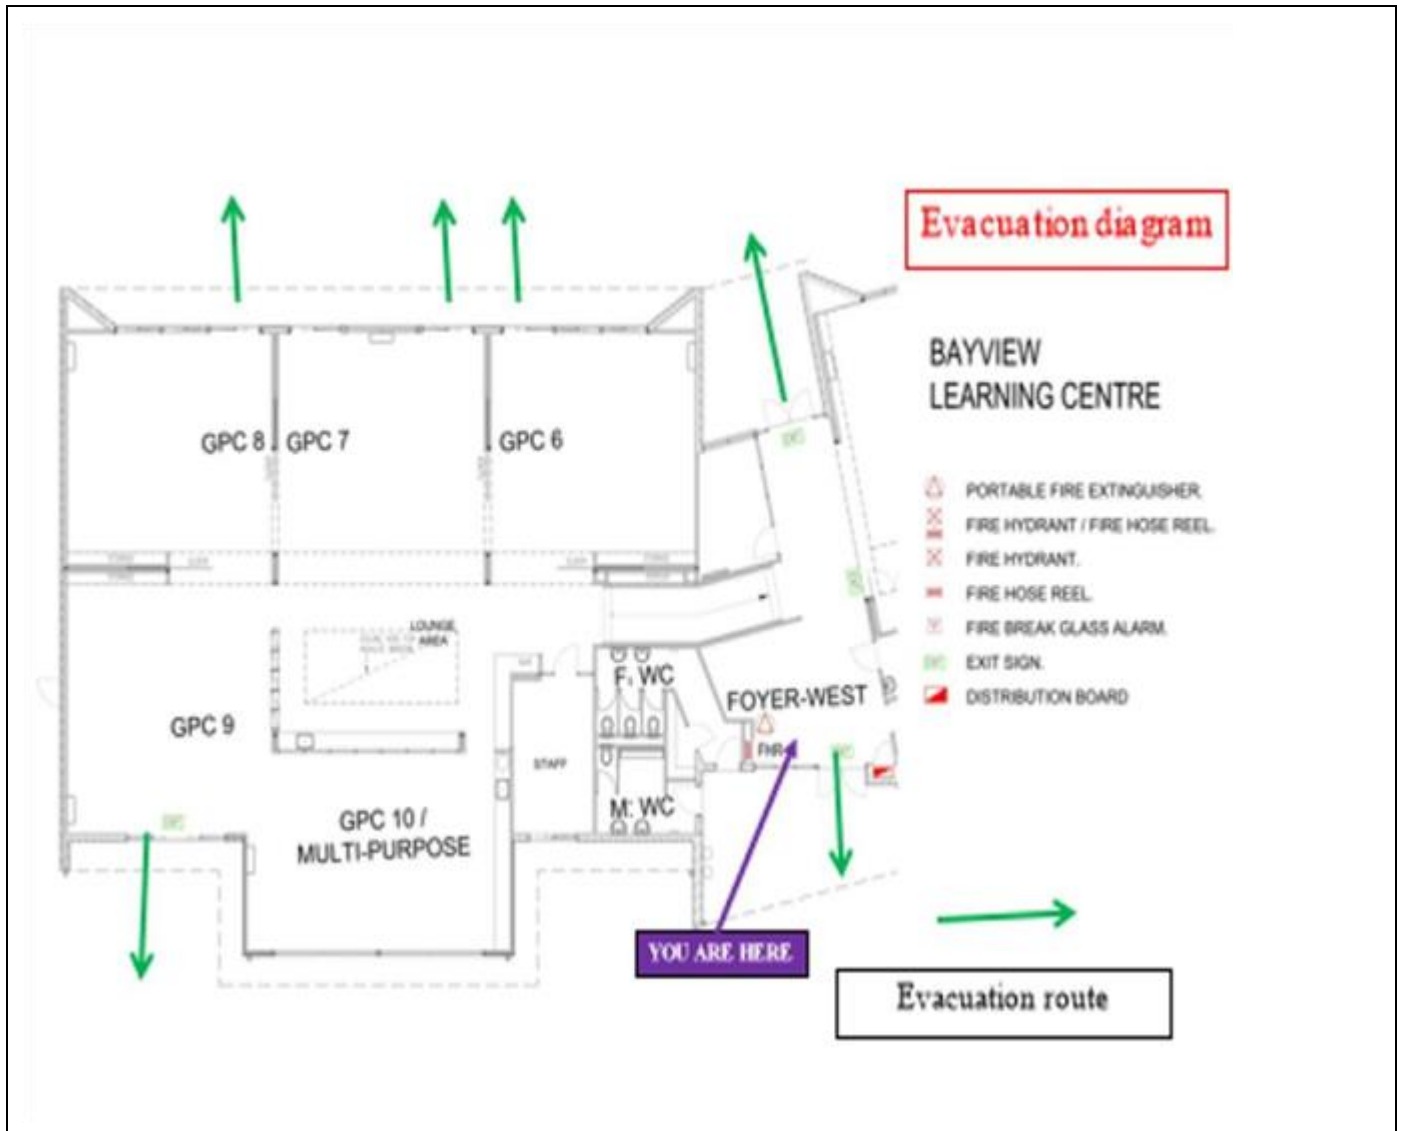 Evacuation diagram
BAYVIEW
LEARNING CENTRE
GPC 8
GPC 7
GPC 6
PORTABLE FIRE EXTINGUISHER.
FIRE HYDRANT / FIRE HOSE REEL.
FIRE HYDRANT.
FIRE HOSE REEL.
FIRE BREAK GLASS ALARM.
EXIT SIGN.
DISTRIBUTION BOARD
LOUNGE
AREA
F. WC
FOYER-WEST
GPC 9
FHR
STAFF
M. WC
GPC 10 /
MULTI-PURPOSE
YOU ARE HERE
Evacuation route